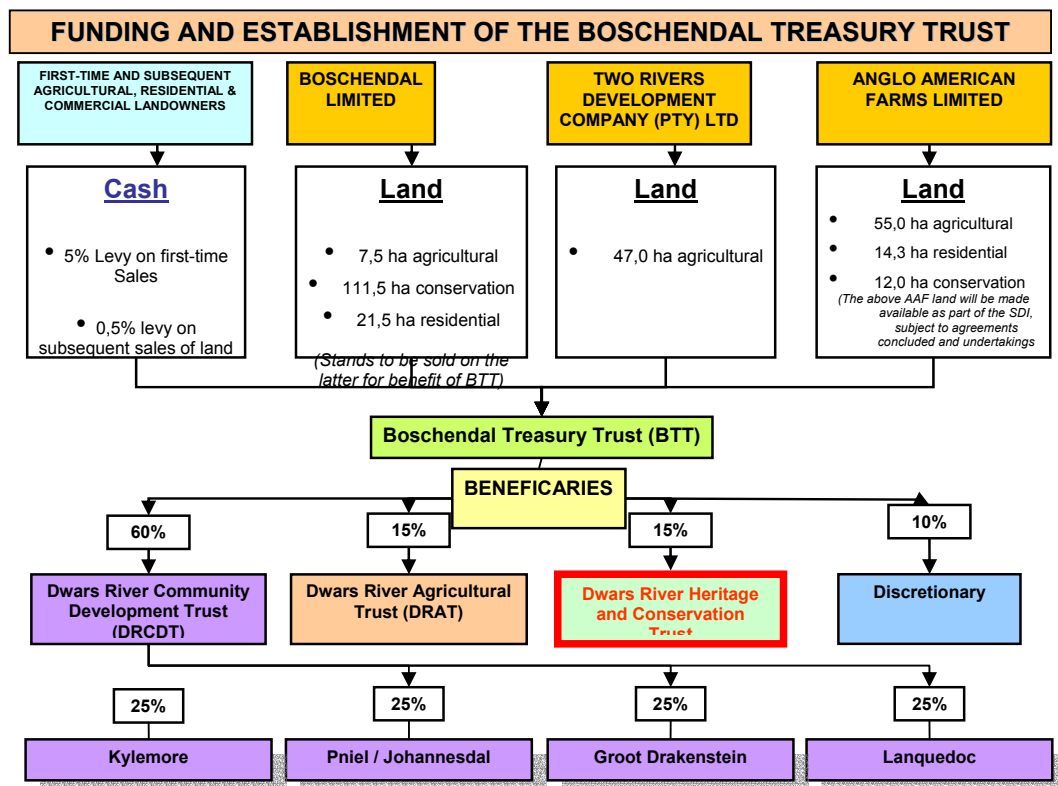 FUNDING AND ESTABLISHMENT OF THE BOSCHENDAL TREASURY TRUST
FIRST-TIME AND SUBSEQUENT
AGRICULTURAL, RESIDENTIAL &
COMMERCIAL LANDOWNERS
BOSCHENDAL
LIMITED
TWO RIVERS
DEVELOPMENT
COMPANY (PTY) LTD
ANGLO AMERICAN
FARMS LIMITED
Cash
• 5% Levy on first-time
Sales
• 0,5% levy on
subsequent sales of land
Land
• 7,5 ha agricultural
• 111,5 ha conservation
• 21,5 ha residential
(Stands to be sold on the
latter for benefit of BTT)
Land
• 47,0 ha agricultural
Land
• 55,0 ha agricultural
• 14,3 ha residential
• 12,0 ha conservation
(The above AAF land will be made
available as part of the SDI,
subject to agreements
concluded and undertakings
Boschendal Treasury Trust (BTT)
BENEFICARIES
60%
15%
15%
10%
Dwars River Community
Development Trust
(DRCDT)
Dwars River Agricultural
Trust (DRAT)
Dwars River Heritage
and Conservation
Trust
Discretionary
25%
25%
25%
25%
Kylemore
Pniel / Johannesdal
Groot Drakenstein
Lanquedoc